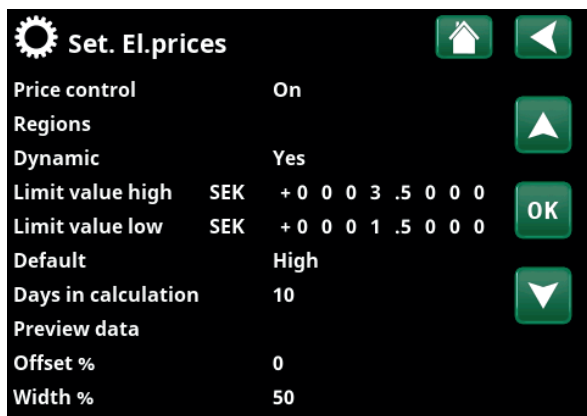 Set. El.prices
Price control On
Regions
Dynamic Yes
Limit value high SEK +0 0 0 3 .5 0 0 0
Limit value low SEK +0 0 0 1 .5 0 0 0
OK
Default High
Days in calculation 10
Preview data
Offset % 0
Width % 50